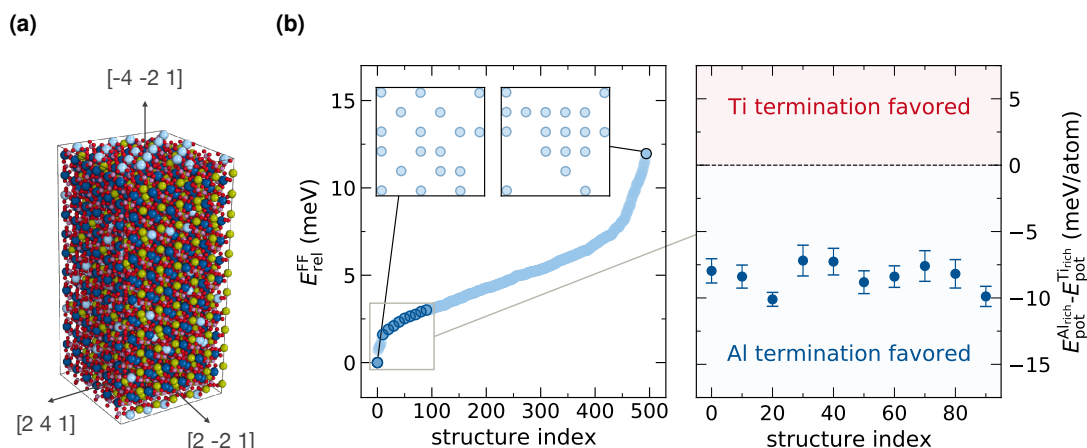 (a)
[-4 -2 1]
[2 4 1]
[2 -2 1]
(b)
15
10
5
0
E_rel^FF (meV)
0 100 200 300 400 500
structure index
Ti termination favored
Al termination favored
5
0
−5
−10
−15
E_pot^Al_rich-E_pot^Ti_rich (meV/atom)
0 20 40 60 80
structure index